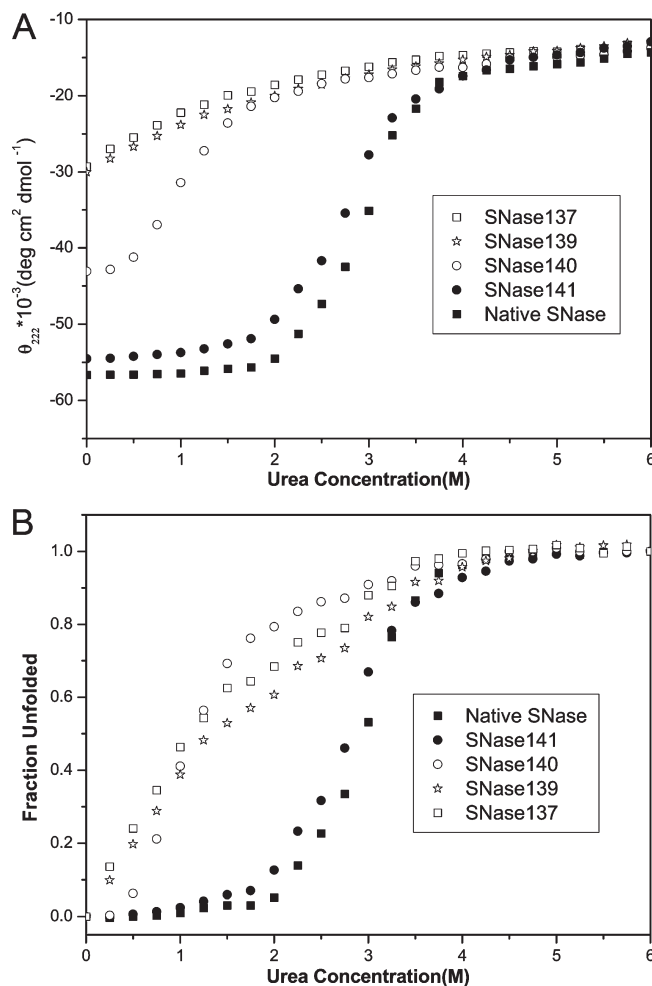 A
-10
-20
-30
-40
-50
-60
θ222*10-3(deg cm2 dmol-1)
0 1 2 3 4 5 6
Urea Concentration(M)
SNase137
SNase139
SNase140
SNase141
Native SNase
B
1.0
0.8
0.6
0.4
0.2
0.0
Fraction Unfolded
0 1 2 3 4 5 6
Urea Concentration(M)
Native SNase
SNase141
SNase140
SNase139
SNase137